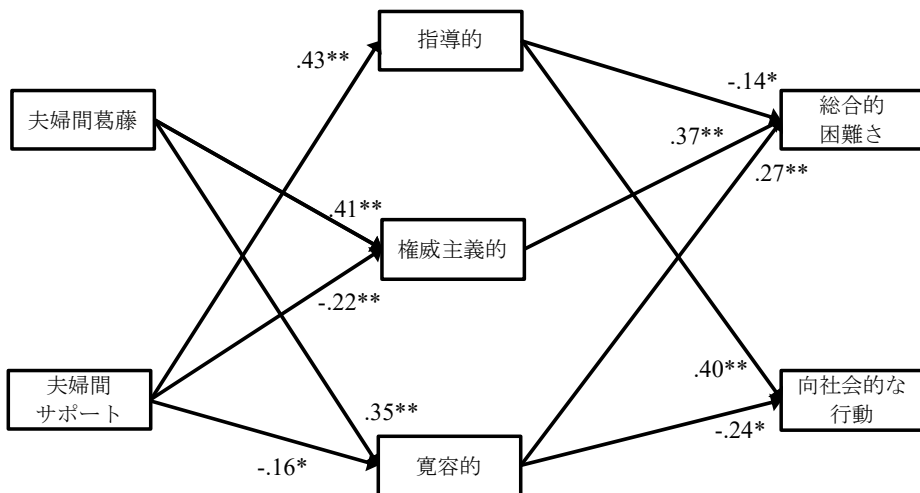 指導的
.43**
-.14*
夫婦間葛藤
総合的
困難さ
.37**
.27**
.41**
権威主義的
-.22**
夫婦間
サポート
.40**
向社会的な
行動
.35**
-.24*
-.16*
寛容的